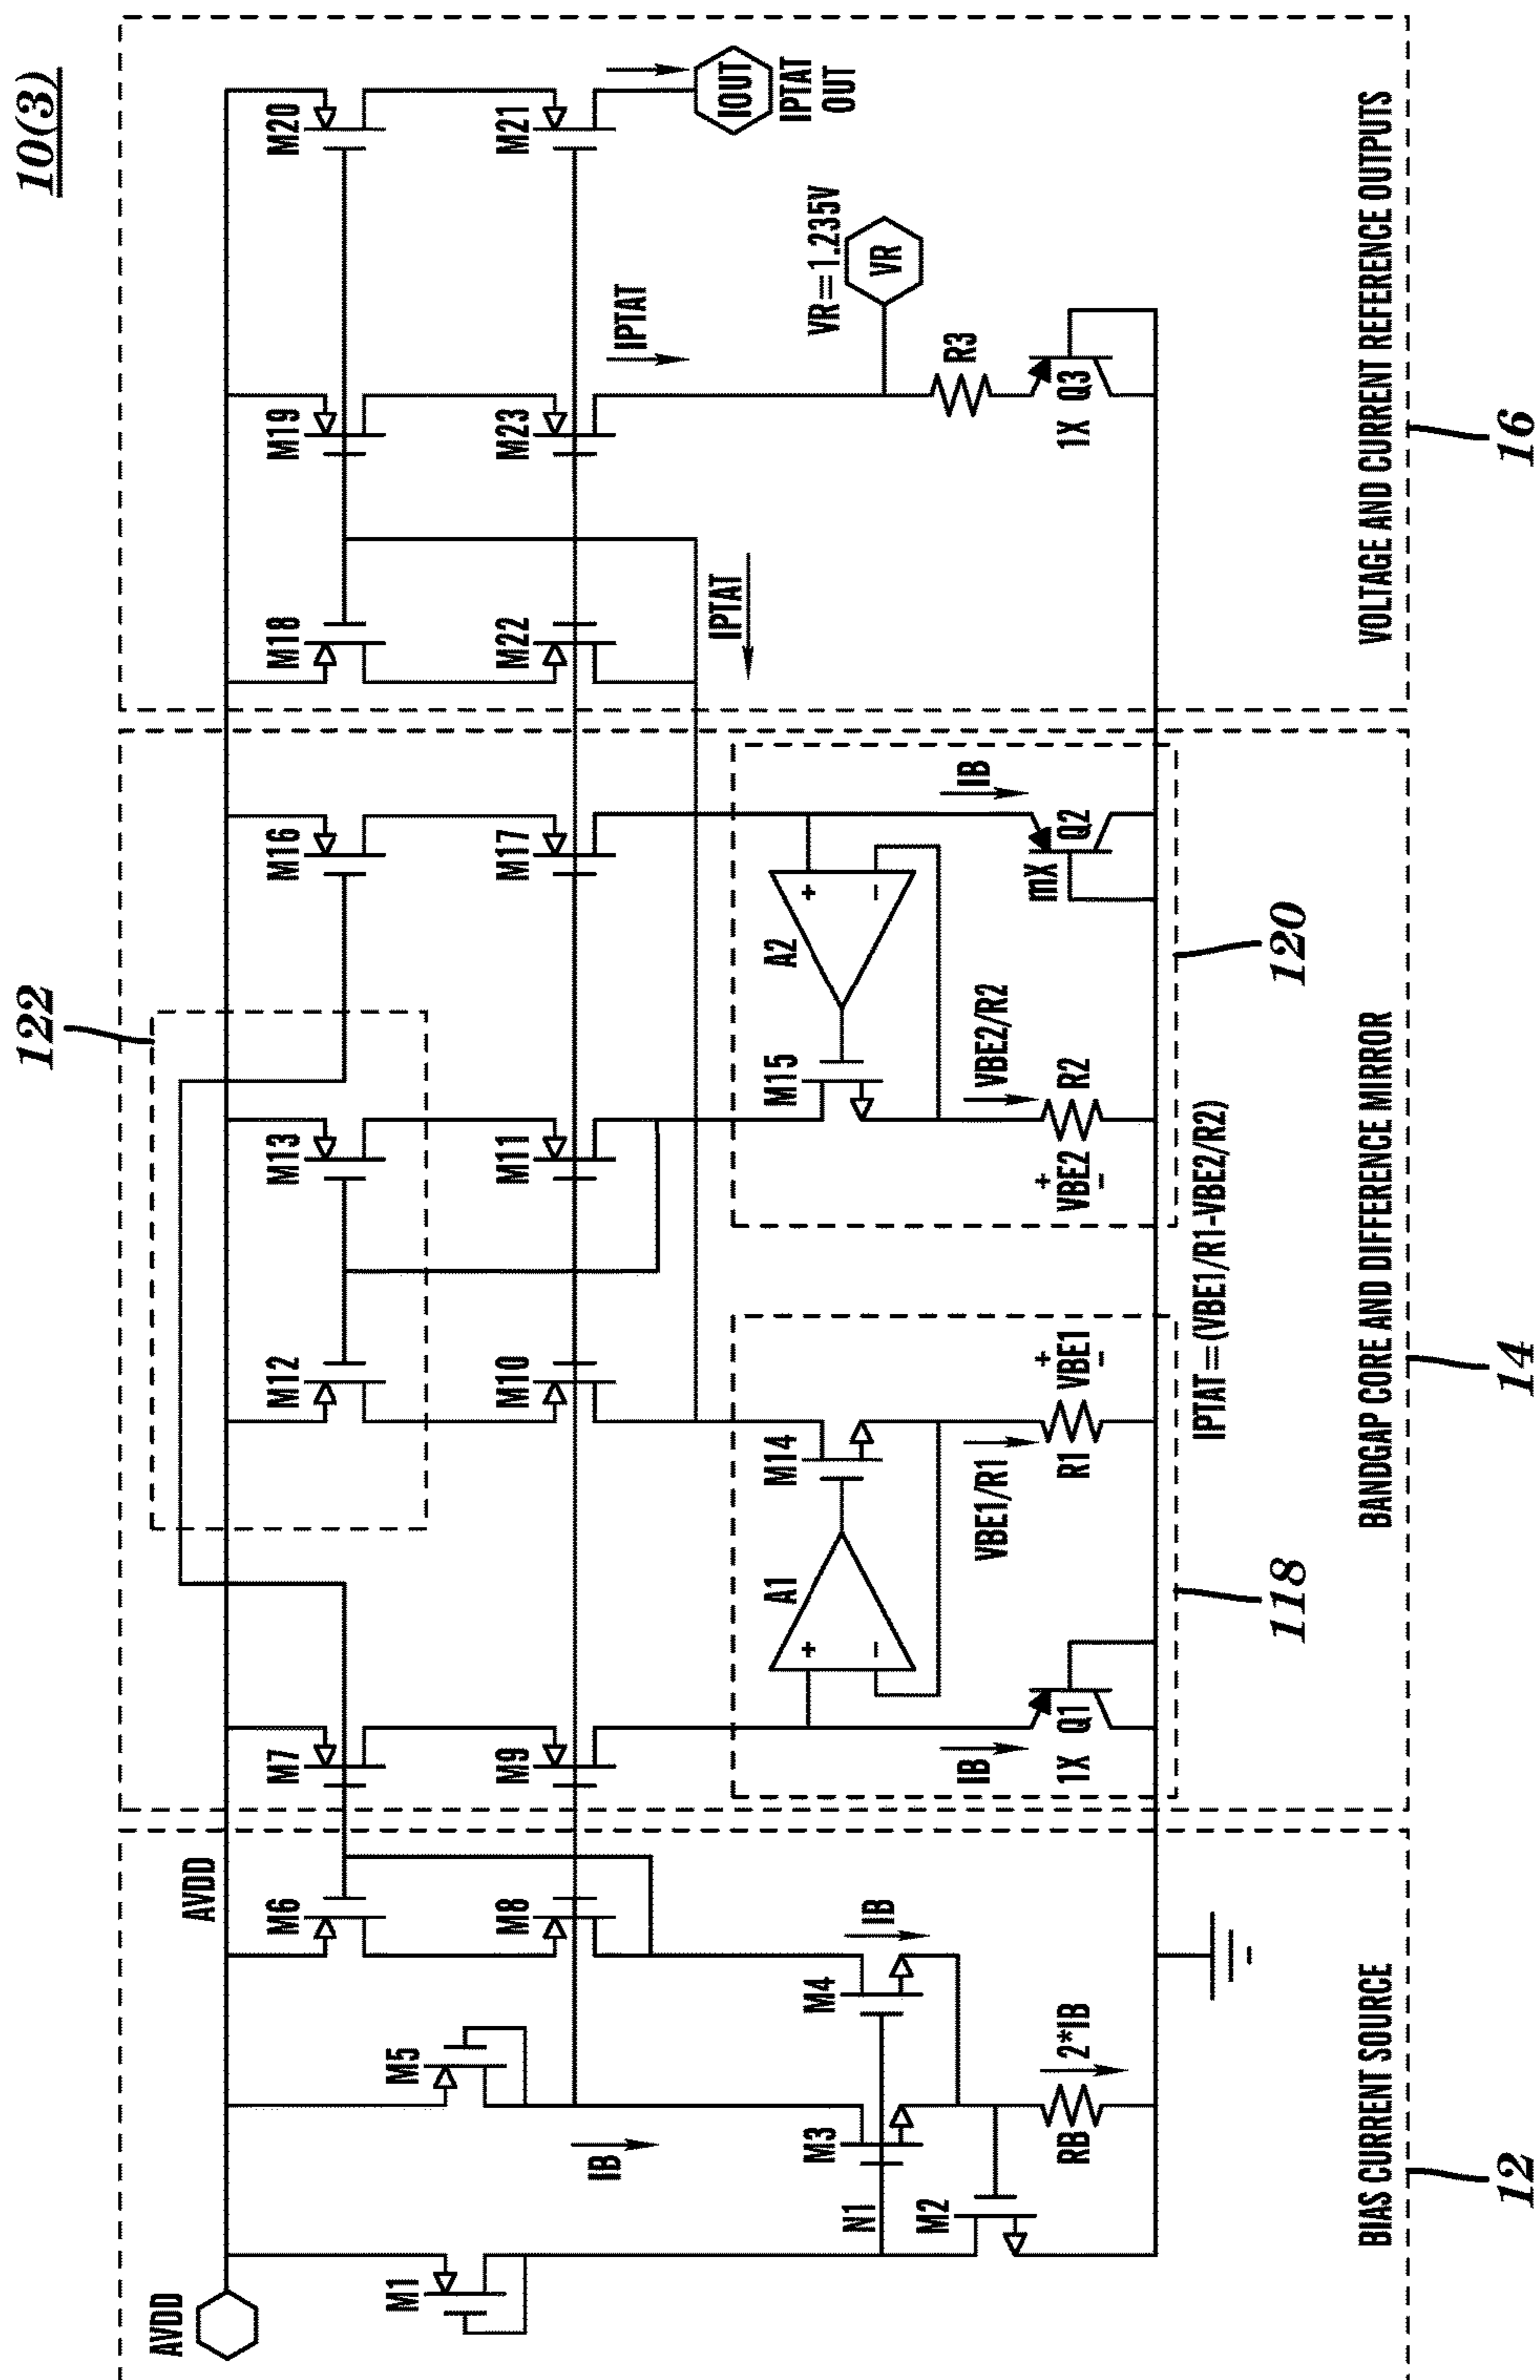 10(3)
122
AVDD
AVDD
M1
M5
M6
M7
M12
M13
M16
M18
M19
M20
M8
M9
M10
M11
M17
M22
M23
M21
IB
IPTAT
IPTAT
IOUT
IPTAT
OUT
N1
M2
M3
M4
IB
RB
2*IB
A1
+
−
M14
IB
1X
Q1
VBE1/R1
R1
+
VBE1
−
118
A2
+
−
M15
VBE2/R2
+
VBE2
−
R2
IB
mX
Q2
120
IPTAT=(VBE1/R1-VBE2/R2)
VR=1.235V
VR
R3
1X
Q3
BIAS CURRENT SOURCE
BANDGAP CORE AND DIFFERENCE MIRROR
VOLTAGE AND CURRENT REFERENCE OUTPUTS
12
14
16